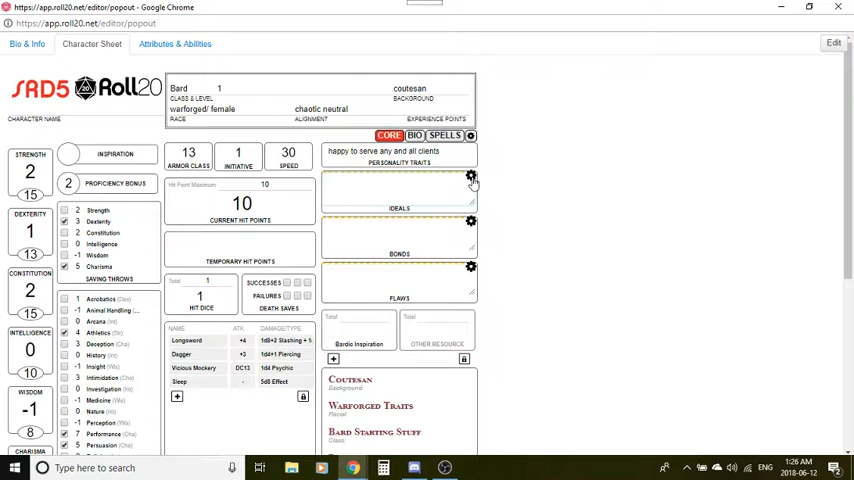 https://app.roll20.net/editor/popout - Google Chrome
https://app.roll20.net/editor/popout
Bio & Info
Character Sheet
Attributes & Abilities
Edit
SRD5 Roll20
CHARACTER NAME
Bard 1
CLASS & LEVEL
coutesan
BACKGROUND
warforged/ female
RACE
chaotic neutral
ALIGNMENT
EXPERIENCE POINTS
CORE BIO SPELLS
STRENGTH
2
15
DEXTERITY
1
13
CONSTITUTION
2
15
INTELLIGENCE
0
10
WISDOM
-1
8
CHARISMA
INSPIRATION
2 PROFICIENCY BONUS
2 Strength
3 Dexterity
2 Constitution
0 Intelligence
-1 Wisdom
5 Charisma
SAVING THROWS
1 Acrobatics (Dex)
-1 Animal Handling (...
0 Arcana (Int)
4 Athletics (Str)
3 Deception (Cha)
0 History (Int)
-1 Insight (Wis)
3 Intimidation (Cha)
0 Investigation (Int)
-1 Medicine (Wis)
0 Nature (Int)
-1 Perception (Wis)
7 Performance (Cha)
5 Persuasion (Cha)
13
ARMOR CLASS
1
INITIATIVE
30
SPEED
Hit Point Maximum 10
10
CURRENT HIT POINTS
TEMPORARY HIT POINTS
Total 1
1
HIT DICE
SUCCESSES
FAILURES
DEATH SAVES
NAME ATK DAMAGE/TYPE
Longsword +4 1d8+2 Slashing + 1
Dagger +3 1d4+1 Piercing
Vicious Mockery DC13 1d4 Psychic
Sleep - 5d8 Effect
happy to serve any and all clients
PERSONALITY TRAITS
IDEALS
BONDS
FLAWS
Total
Bardic Inspiration
Total
OTHER RESOURCE
COUTESAN
Background:
WARFORGED TRAITS
Racial:
BARD STARTING STUFF
Class:
Type here to search
ENG
1:26 AM
2018-06-12
2